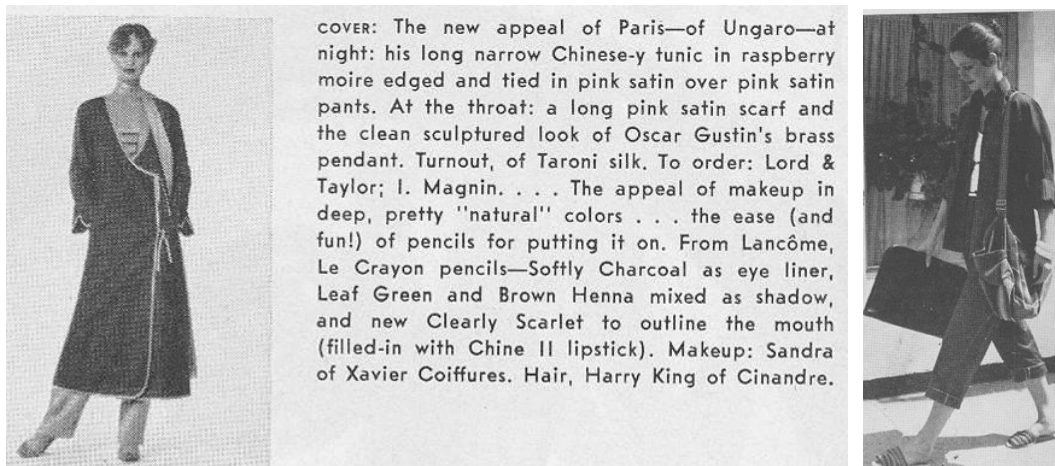 COVER: The new appeal of Paris—of Ungaro—at
night: his long narrow Chinese-y tunic in raspberry
moire edged and tied in pink satin over pink satin
pants. At the throat: a long pink satin scarf and
the clean sculptured look of Oscar Gustin's brass
pendant. Turnout, of Taroni silk. To order: Lord &
Taylor; I. Magnin. . . . The appeal of makeup in
deep, pretty "natural" colors . . . the ease (and
fun!) of pencils for putting it on. From Lancôme,
Le Crayon pencils—Softly Charcoal as eye liner,
Leaf Green and Brown Henna mixed as shadow,
and new Clearly Scarlet to outline the mouth
(filled-in with Chine II lipstick). Makeup: Sandra
of Xavier Coiffures. Hair, Harry King of Cinandre.